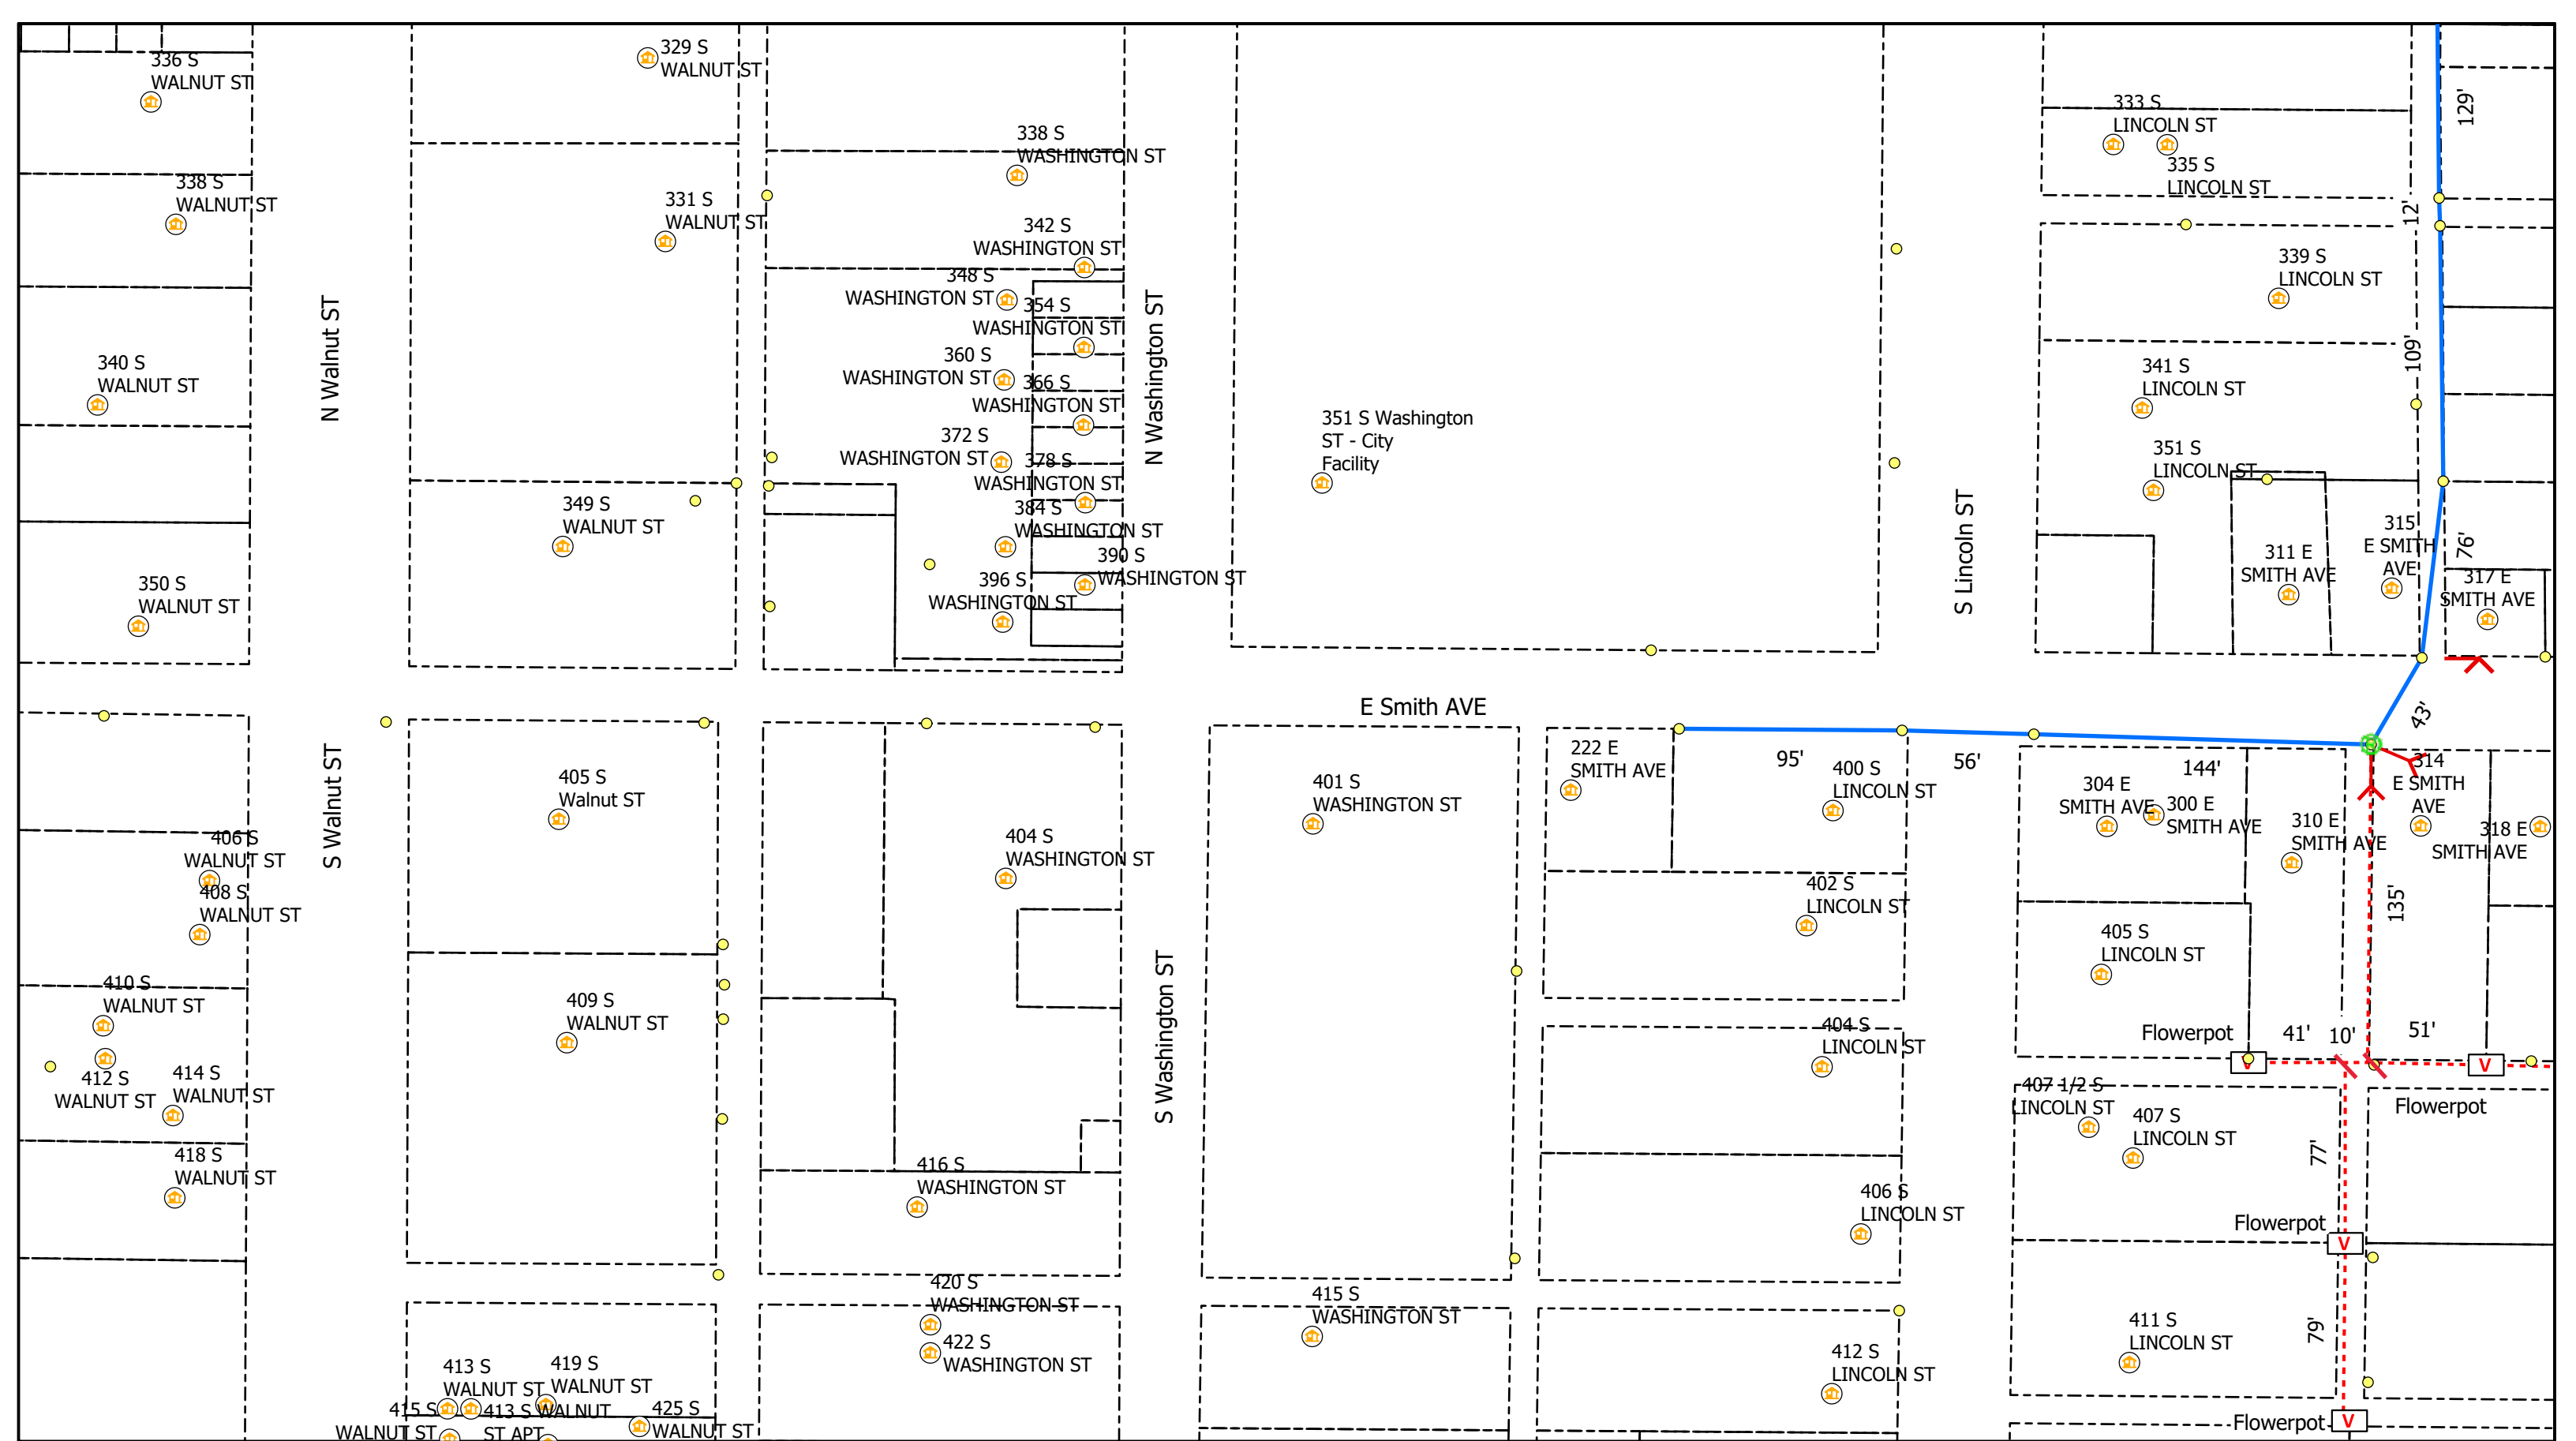 336 S
WALNUT ST
329 S
WALNUT ST
338 S
WASHINGTON ST
333 S
LINCOLN ST
335 S
LINCOLN ST
129'
338 S
WALNUT ST
331 S
WALNUT ST
342 S
WASHINGTON ST
12'
348 S
WASHINGTON ST
354 S
WASHINGTON ST
339 S
LINCOLN ST
N Walnut ST
N Washington ST
109'
340 S
WALNUT ST
360 S
WASHINGTON ST
366 S
WASHINGTON ST
341 S
LINCOLN ST
372 S
WASHINGTON ST
351 S Washington
ST - City
Facility
378 S
WASHINGTON ST
351 S
LINCOLN ST
349 S
WALNUT ST
384 S
WASHINGTON ST
S Lincoln ST
315
E SMITH
AVE
76'
311 E
SMITH AVE
390 S
WASHINGTON ST
350 S
WALNUT ST
396 S
WASHINGTON ST
317 E
SMITH AVE
E Smith AVE
43'
222 E
SMITH AVE
95'
400 S
LINCOLN ST
56'
144'
314
E SMITH
AVE
S Walnut ST
405 S
Walnut ST
401 S
WASHINGTON ST
304 E
SMITH AVE
300 E
SMITH AVE
310 E
SMITH AVE
318 E
SMITH AVE
406 S
WALNUT ST
404 S
WASHINGTON ST
408 S
WALNUT ST
402 S
LINCOLN ST
135'
405 S
LINCOLN ST
410 S
WALNUT ST
409 S
WALNUT ST
S Washington ST
404 S
LINCOLN ST
Flowerpot
41'
10'
51'
V
V
412 S
WALNUT ST
414 S
WALNUT ST
407 1/2 S
LINCOLN ST
407 S
LINCOLN ST
Flowerpot
77'
418 S
WALNUT ST
416 S
WASHINGTON ST
406 S
LINCOLN ST
Flowerpot
V
420 S
WASHINGTON ST
415 S
WASHINGTON ST
79'
422 S
WASHINGTON ST
411 S
LINCOLN ST
412 S
LINCOLN ST
413 S
WALNUT ST
419 S
WALNUT ST
415 S
WALNUT ST
413 S WALNUT
ST APT
425 S
WALNUT ST
Flowerpot
V